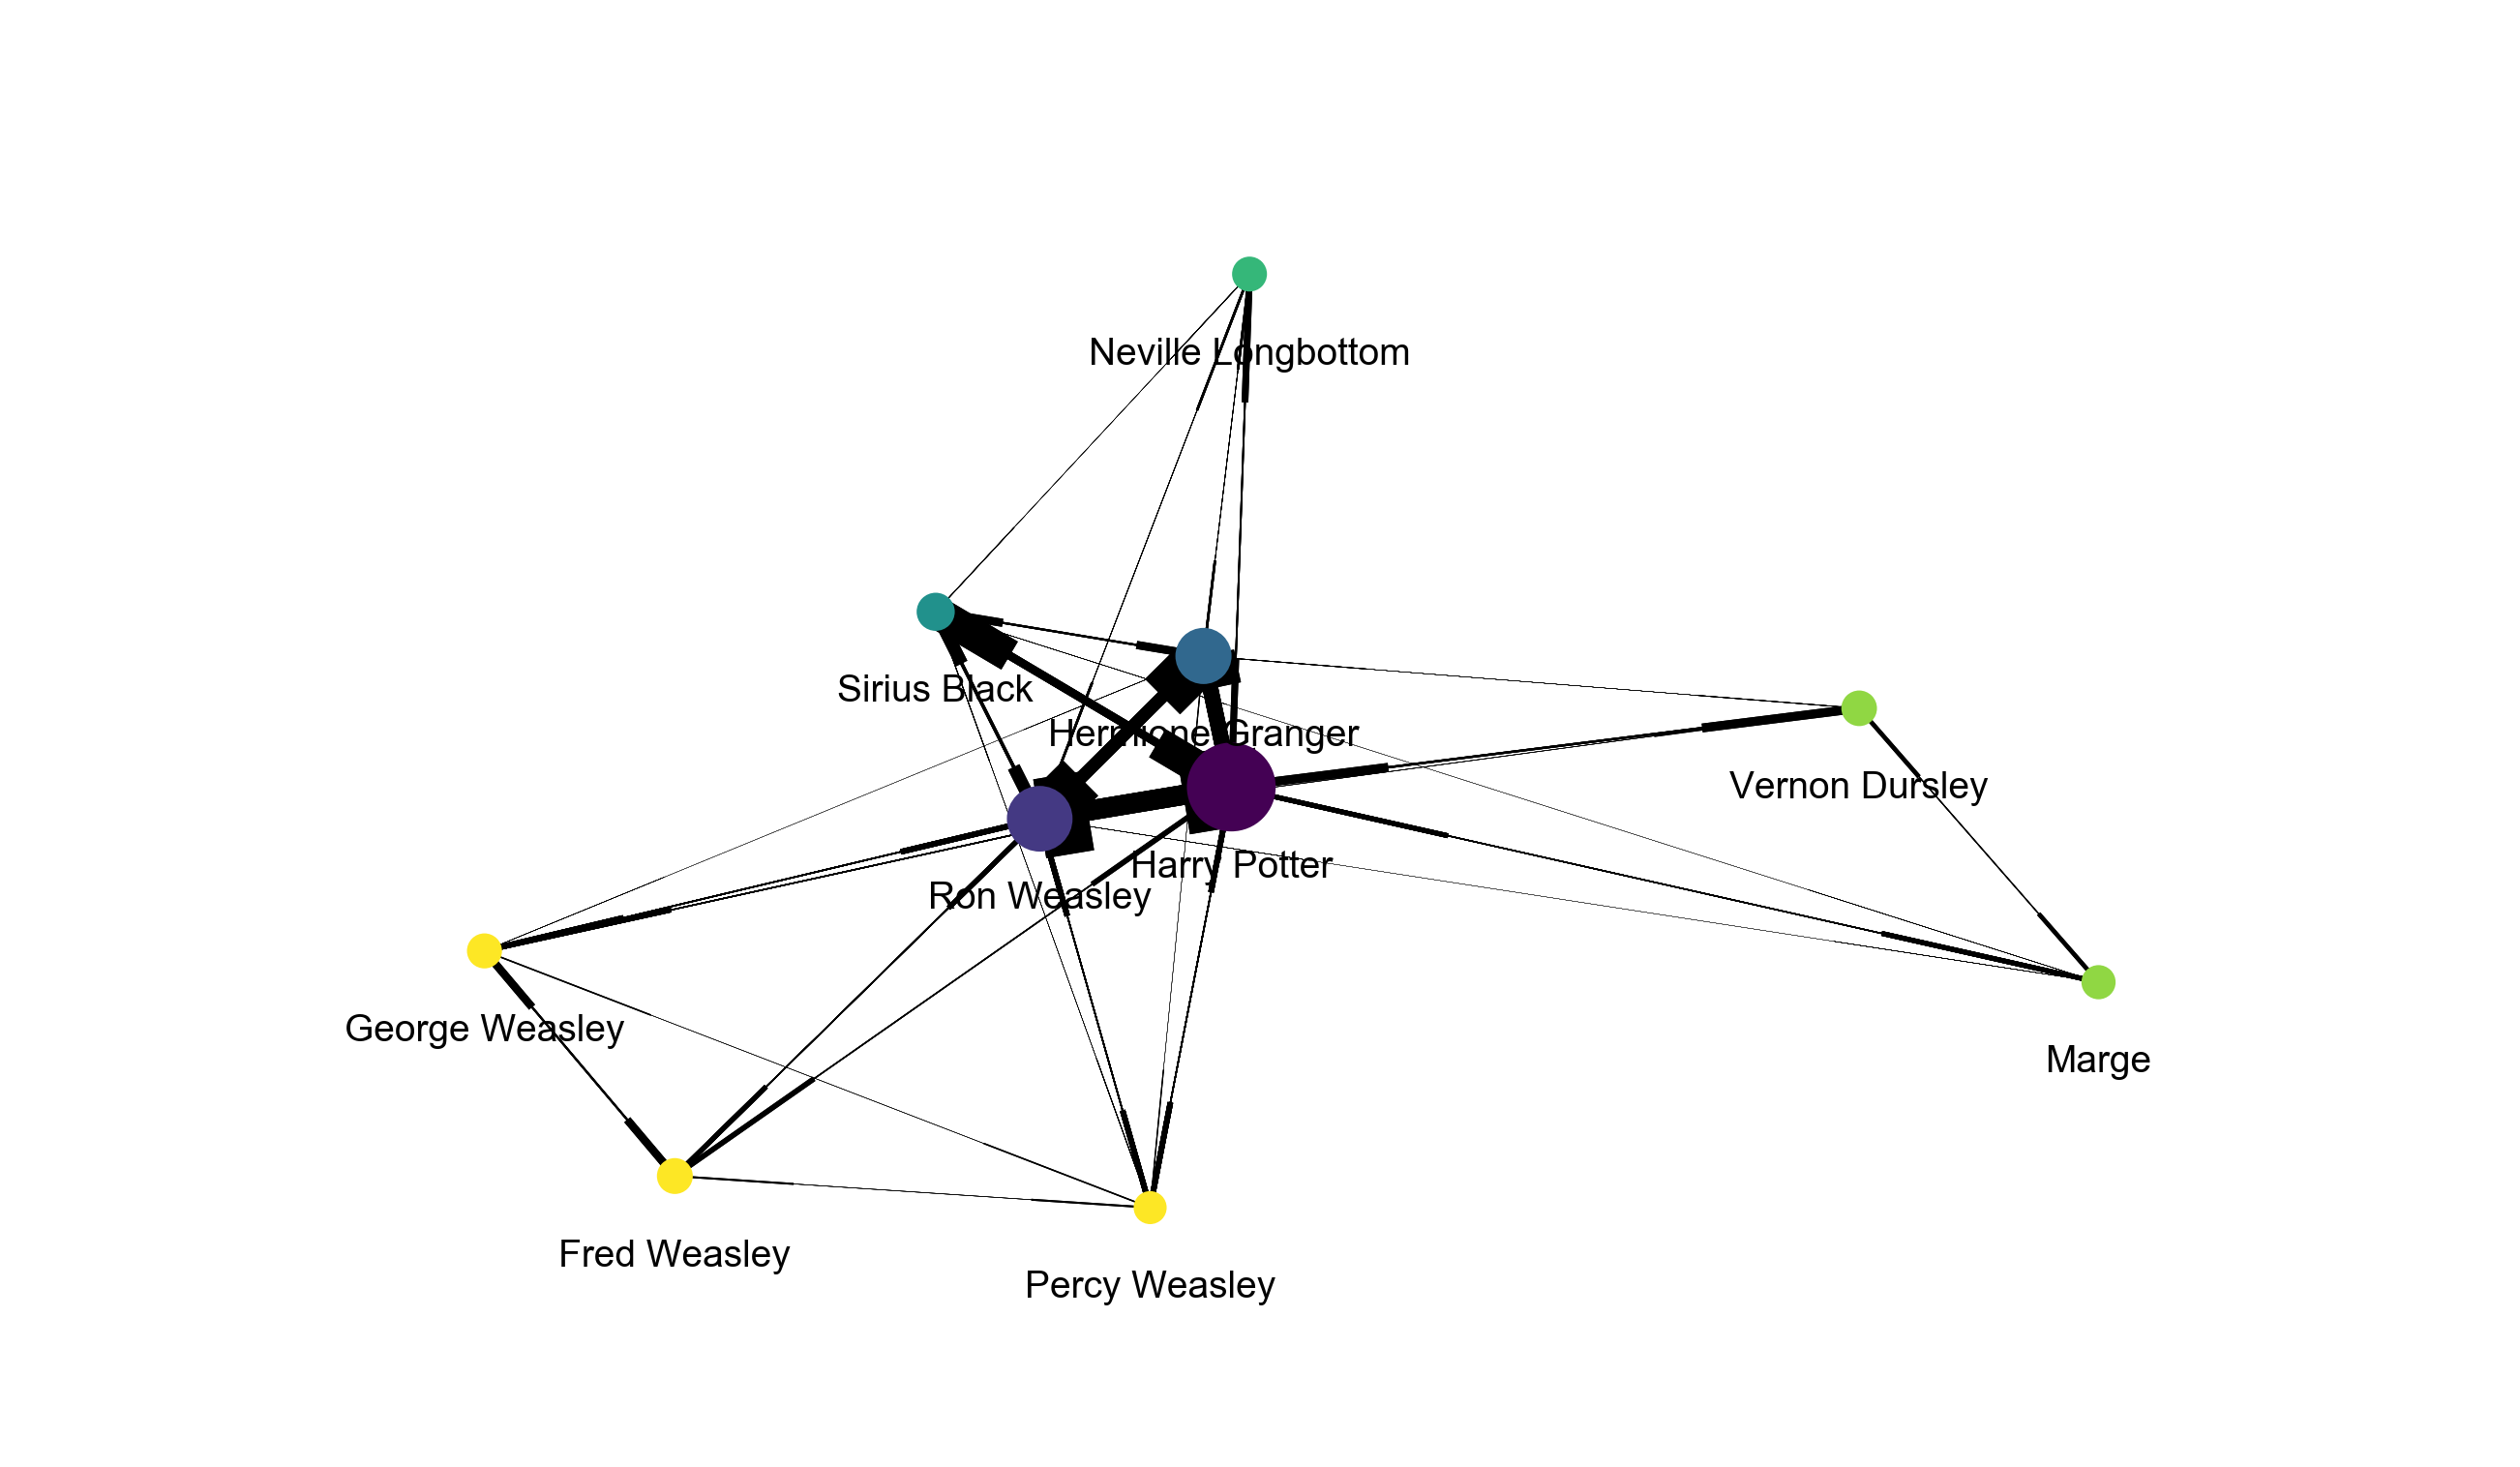 Neville Longbottom
Sirius Black
Hermione Granger
Vernon Dursley
Harry Potter
Ron Weasley
George Weasley
Marge
Fred Weasley
Percy Weasley